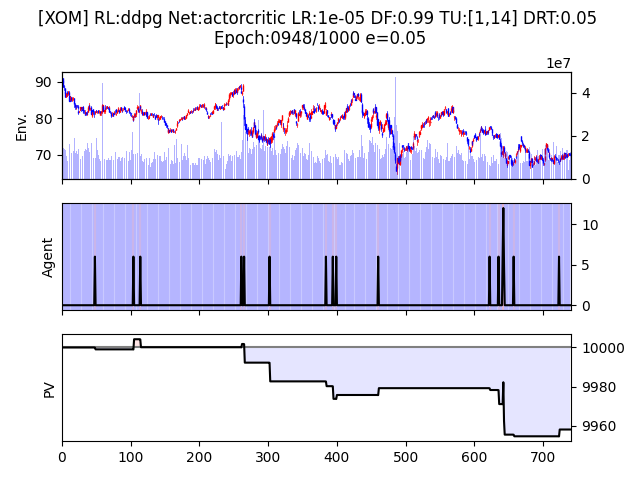 [XOM] RL:ddpg Net:actorcritic LR:1e-05 DF:0.99 TU:[1,14] DRT:0.05
Epoch:0948/1000 e=0.05
1e7
90
80
70
Env.
4
2
0
Agent
10
5
0
PV
10000
9980
9960
0 100 200 300 400 500 600 700